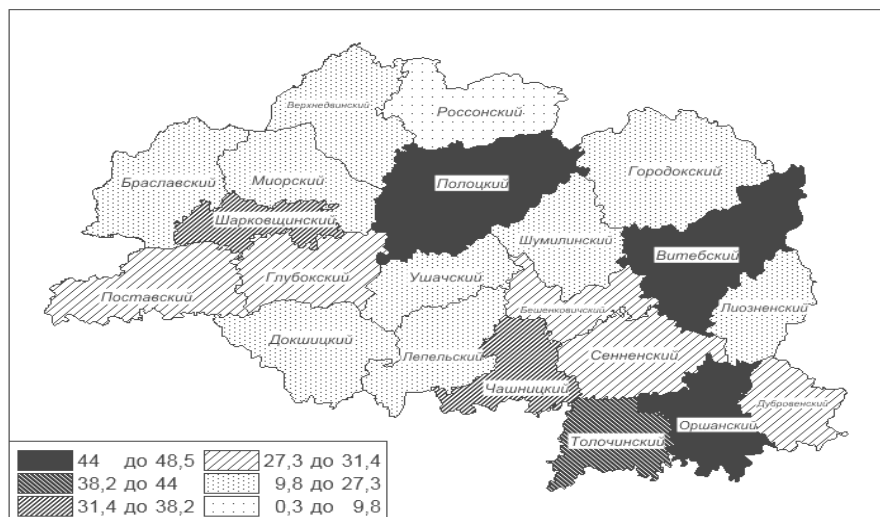 Верхнедвинский
Россонский
Браславский
Миорский
Полоцкий
Городокский
Шарковщинский
Шумилинский
Витебский
Поставский
Глубокский
Ушачский
Бешенковичский
Лиозненский
Докшицкий
Лепельский
Сенненский
Чашницкий
Дубровенский
Толочинский
Оршанский
44 до 48,5
27,3 до 31,4
38,2 до 44
9,8 до 27,3
31,4 до 38,2
0,3 до 9,8